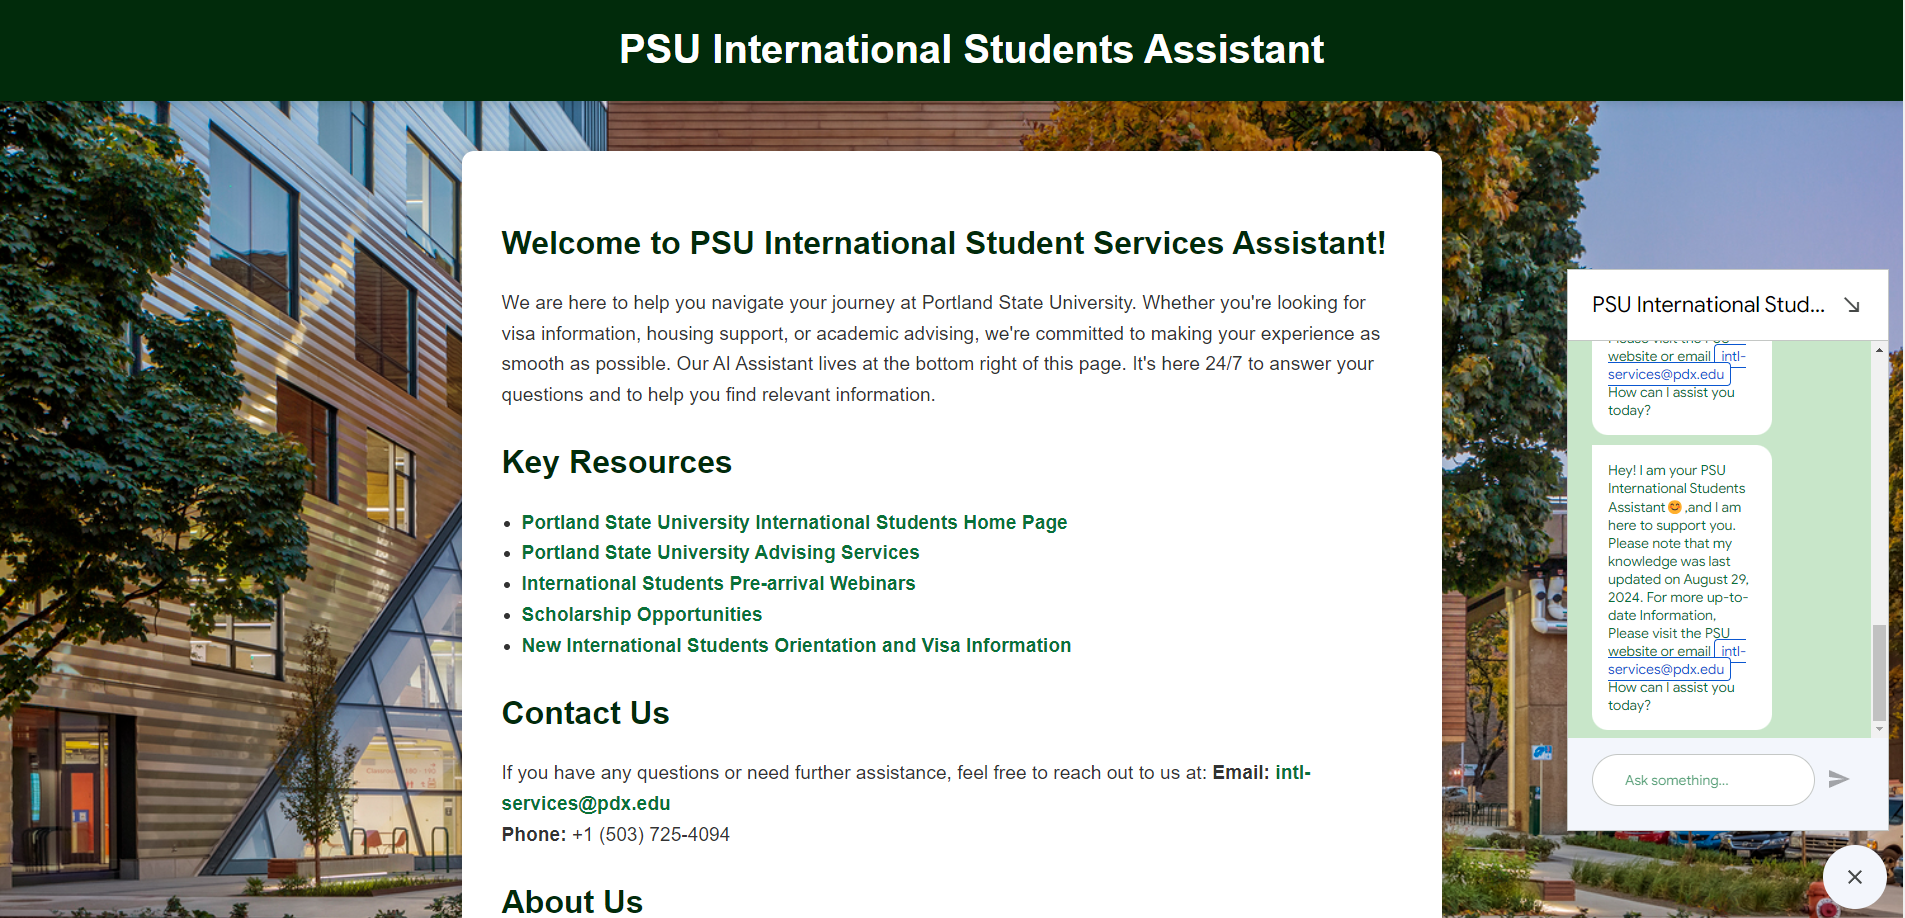 PSU International Students Assistant
Welcome to PSU International Student Services Assistant!
We are here to help you navigate your journey at Portland State University. Whether you're looking for
visa information, housing support, or academic advising, we're committed to making your experience as
smooth as possible. Our AI Assistant lives at the bottom right of this page. It's here 24/7 to answer your
questions and to help you find relevant information.
Key Resources
• Portland State University International Students Home Page
• Portland State University Advising Services
• International Students Pre-arrival Webinars
• Scholarship Opportunities
• New International Students Orientation and Visa Information
Contact Us
If you have any questions or need further assistance, feel free to reach out to us at: Email: intl-
services@pdx.edu
Phone: +1 (503) 725-4094
About Us
PSU International Stud...
Please visit the PSU
website or email intl-
services@pdx.edu
How can I assist you
today?
Hey! I am your PSU
International Students
Assistant😊,and I am
here to support you.
Please note that my
knowledge was last
updated on August 29,
2024. For more up-to-
date Information,
Please visit the PSU
website or email intl-
services@pdx.edu
How can I assist you
today?
Ask something...